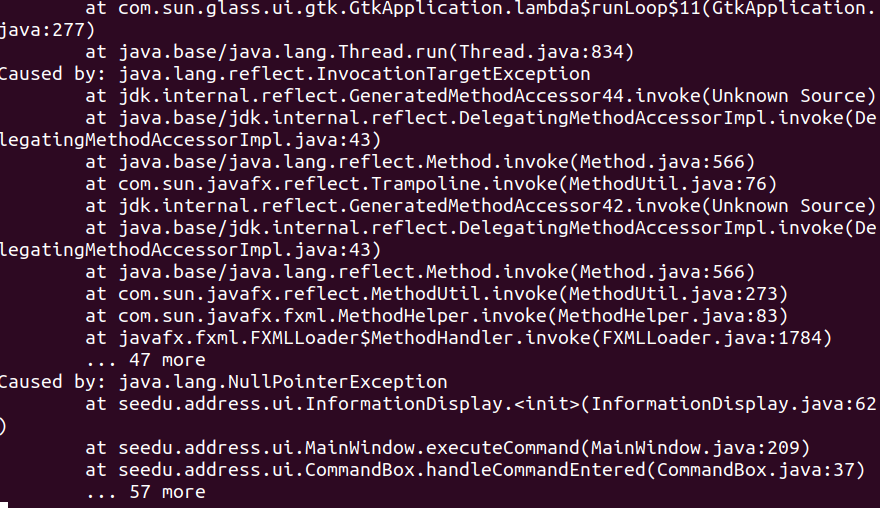 at com.sun.glass.ui.gtk.GtkApplication.lambda$runLoop$11(GtkApplication.
java:277)
at java.base/java.lang.Thread.run(Thread.java:834)
Caused by: java.lang.reflect.InvocationTargetException
at jdk.internal.reflect.GeneratedMethodAccessor44.invoke(Unknown Source)
at java.base/jdk.internal.reflect.DelegatingMethodAccessorImpl.invoke(De
legatingMethodAccessorImpl.java:43)
at java.base/java.lang.reflect.Method.invoke(Method.java:566)
at com.sun.javafx.reflect.Trampoline.invoke(MethodUtil.java:76)
at jdk.internal.reflect.GeneratedMethodAccessor42.invoke(Unknown Source)
at java.base/jdk.internal.reflect.DelegatingMethodAccessorImpl.invoke(De
legatingMethodAccessorImpl.java:43)
at java.base/java.lang.reflect.Method.invoke(Method.java:566)
at com.sun.javafx.reflect.MethodUtil.invoke(MethodUtil.java:273)
at com.sun.javafx.fxml.MethodHelper.invoke(MethodHelper.java:83)
at javafx.fxml.FXMLLoader$MethodHandler.invoke(FXMLLoader.java:1784)
... 47 more
Caused by: java.lang.NullPointerException
at seedu.address.ui.InformationDisplay.<init>(InformationDisplay.java:62
)
at seedu.address.ui.MainWindow.executeCommand(MainWindow.java:209)
at seedu.address.ui.CommandBox.handleCommandEntered(CommandBox.java:37)
... 57 more